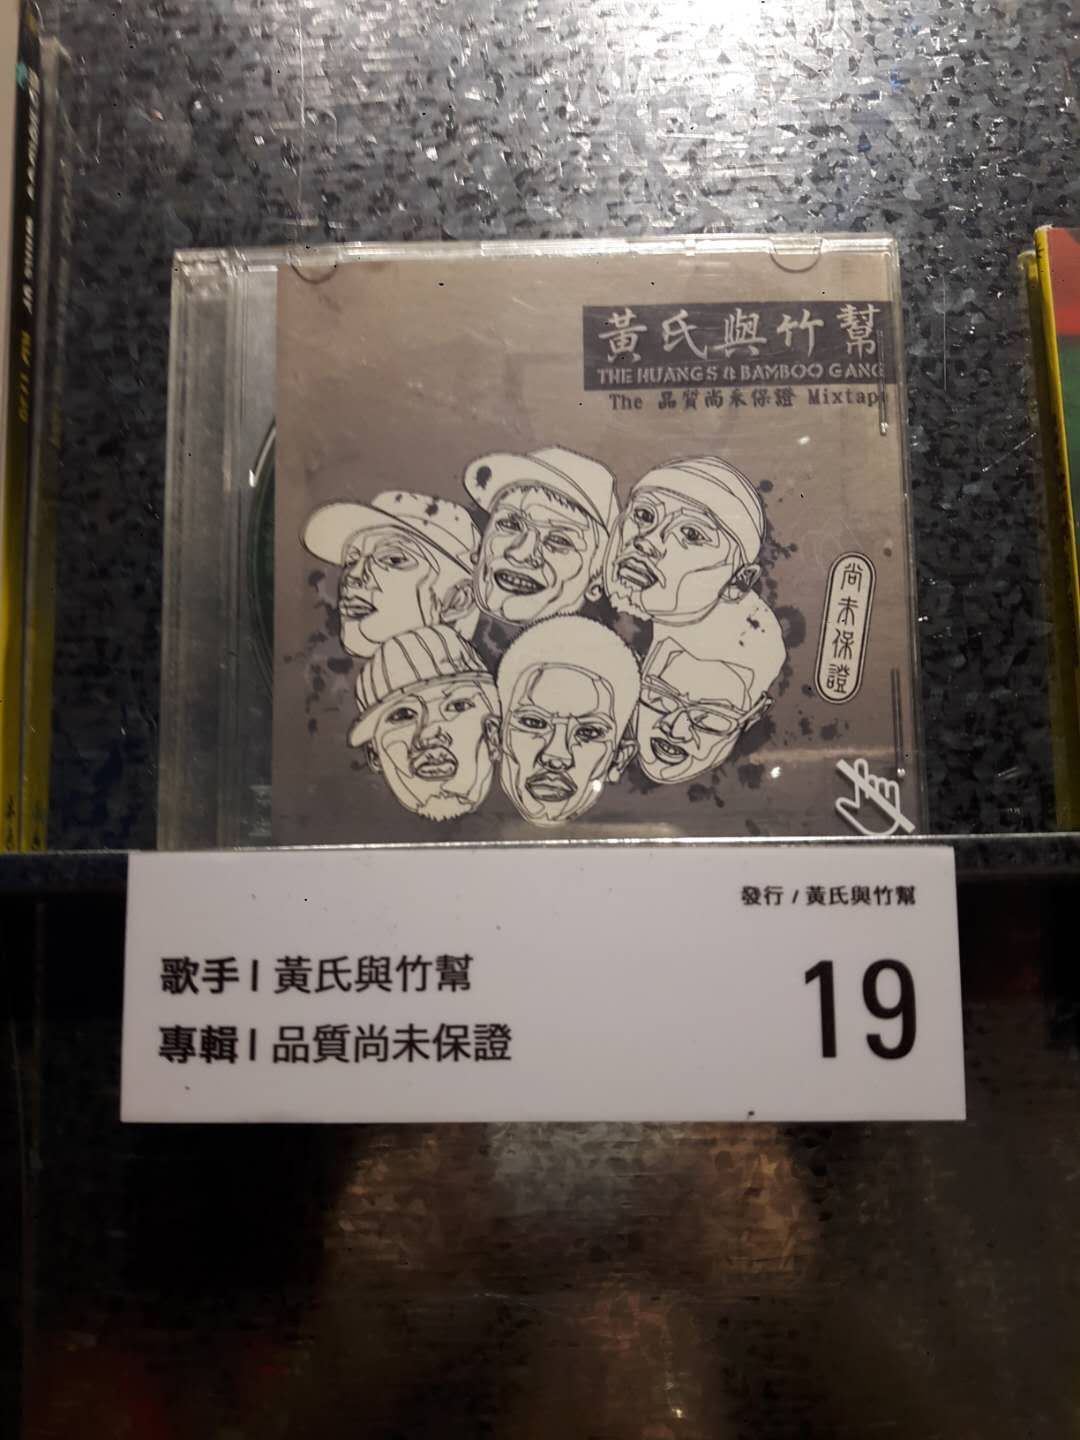 黃氏與竹幫
THE HUANGS & BAMBOO GANG
The 品質尚未保證 Mixtap
尚未保證
發行 / 黃氏與竹幫
歌手 | 黃氏與竹幫
專輯 | 品質尚未保證
19